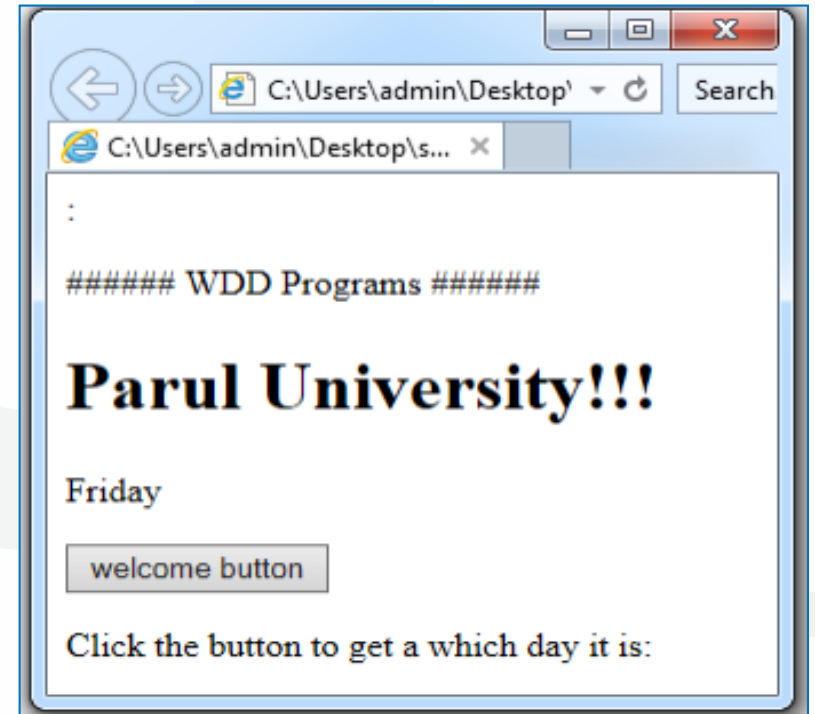 C:\Users\admin\Desktop\ Search
C:\Users\admin\Desktop\s...
:
###### WDD Programs ######
Parul University!!!
Friday
welcome button
Click the button to get a which day it is: